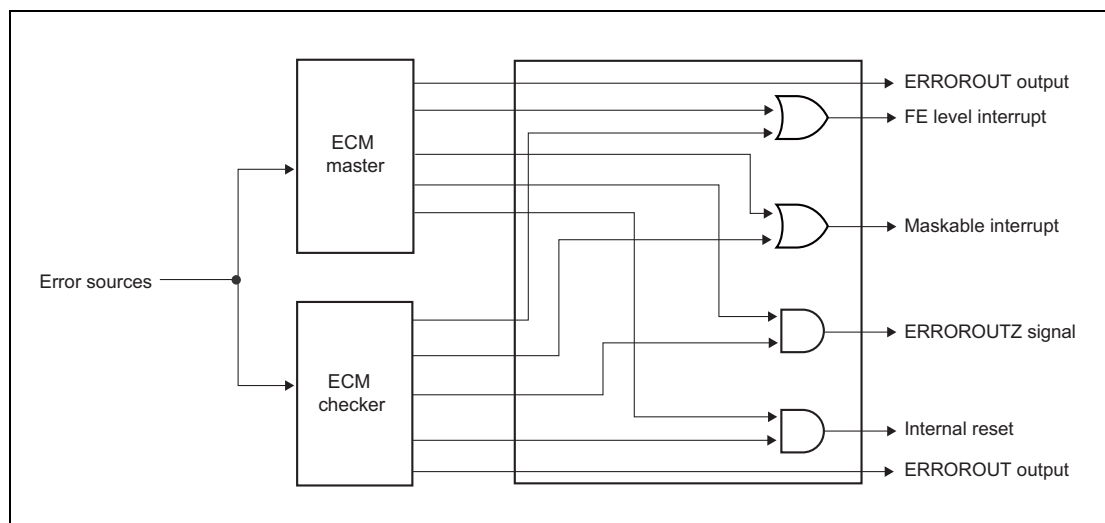 ECM
master
ECM
checker
Error sources
ERROROUT output
FE level interrupt
Maskable interrupt
ERROROUTZ signal
Internal reset
ERROROUT output